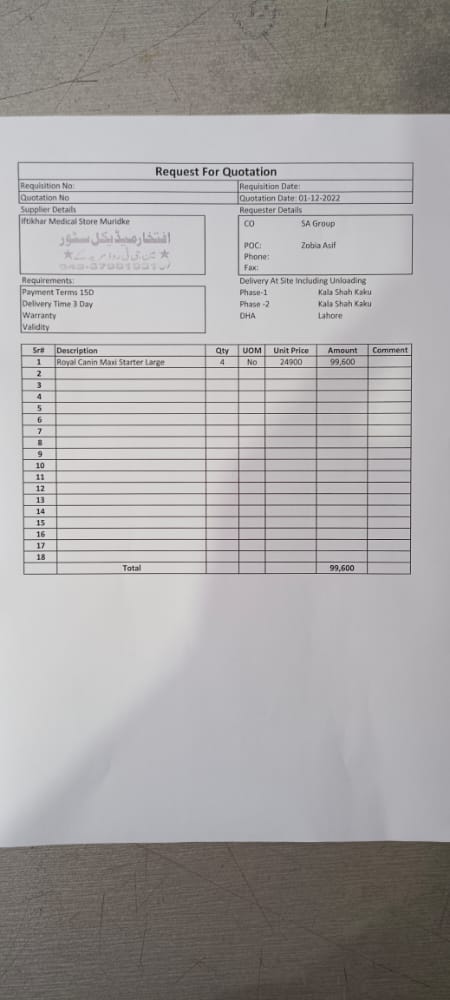 Request For Quotation
Requisition No: Requisition Date:
Quotation No Quotation Date: 01-12-2022
Supplier Details Requester Details
Iftikhar Medical Store Muridke
افتخار میڈیکل سٹور
CO SA Group
POC: Zobia Asif
Phone:
Fax:
Requirements: Delivery At Site Including Unloading
Payment Terms 15D Phase-1 Kala Shah Kaku
Delivery Time 3 Day Phase -2 Kala Shah Kaku
Warranty DHA Lahore
Validity
Sr# Description Qty UOM Unit Price Amount Comment
1 Royal Canin Maxi Starter Large 4 No 24900 99,600
2
3
4
5
6
7
8
9
10
11
12
13
14
15
16
17
18
Total 99,600